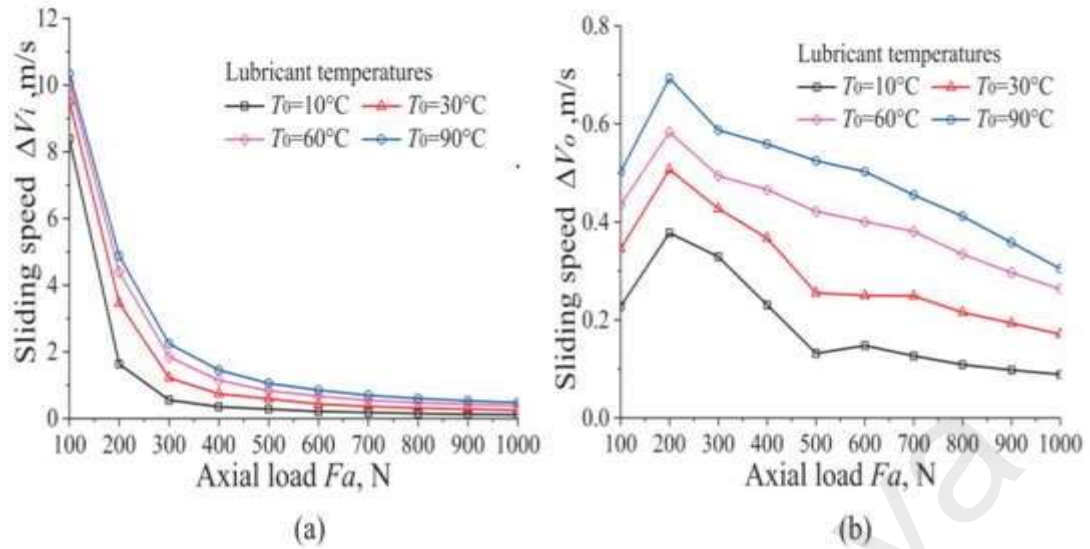 12
10
8
6
4
2
0
Sliding speed ΔVi ,m/s
Lubricant temperatures
T0=10°C T0=30°C
T0=60°C T0=90°C
100 200 300 400 500 600 700 800 900 1000
Axial load Fa, N
(a)
0.8
0.6
0.4
0.2
0.0
Sliding speed ΔVo ,m/s
Lubricant temperatures
T0=10°C T0=30°C
T0=60°C T0=90°C
100 200 300 400 500 600 700 800 900 1000
Axial load Fa, N
(b)